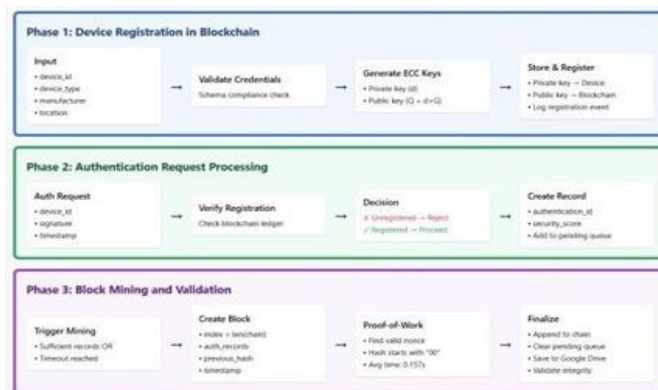 Phase 1: Device Registration in Blockchain
Input
• device_id
• device_type
• manufacturer
• location
→
Validate Credentials
Schema compliance check
→
Generate ECC Keys
• Private key (d)
• Public key (Q = d×G)
→
Store & Register
• Private key → Device
• Public key → Blockchain
• Log registration event
Phase 2: Authentication Request Processing
Auth Request
• device_id
• signature
• timestamp
→
Verify Registration
Check blockchain ledger
→
Decision
✗ Unregistered → Reject
✓ Registered → Proceed
→
Create Record
• authentication_id
• security_score
• Add to pending queue
Phase 3: Block Mining and Validation
Trigger Mining
• Sufficient records OR
• Timeout reached
→
Create Block
• index = len(chain)
• auth_records
• previous_hash
• timestamp
→
Proof-of-Work
• Find valid nonce
• Hash starts with "00"
• Avg time: 0.157s
→
Finalize
• Append to chain
• Clear pending queue
• Save to Google Drive
• Validate integrity